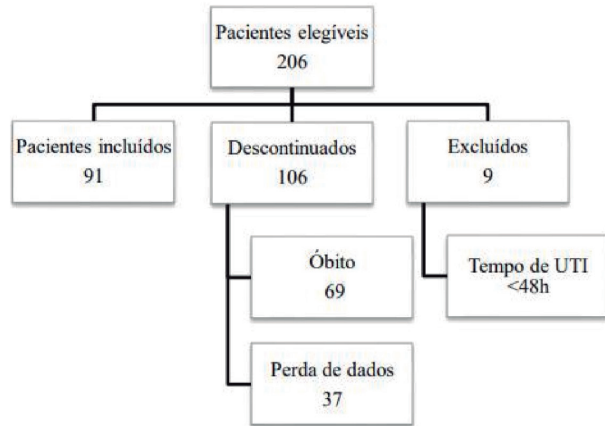 Pacientes elegíveis
206
Pacientes incluídos
91
Descontinuados
106
Excluídos
9
Óbito
69
Tempo de UTI
<48h
Perda de dados
37